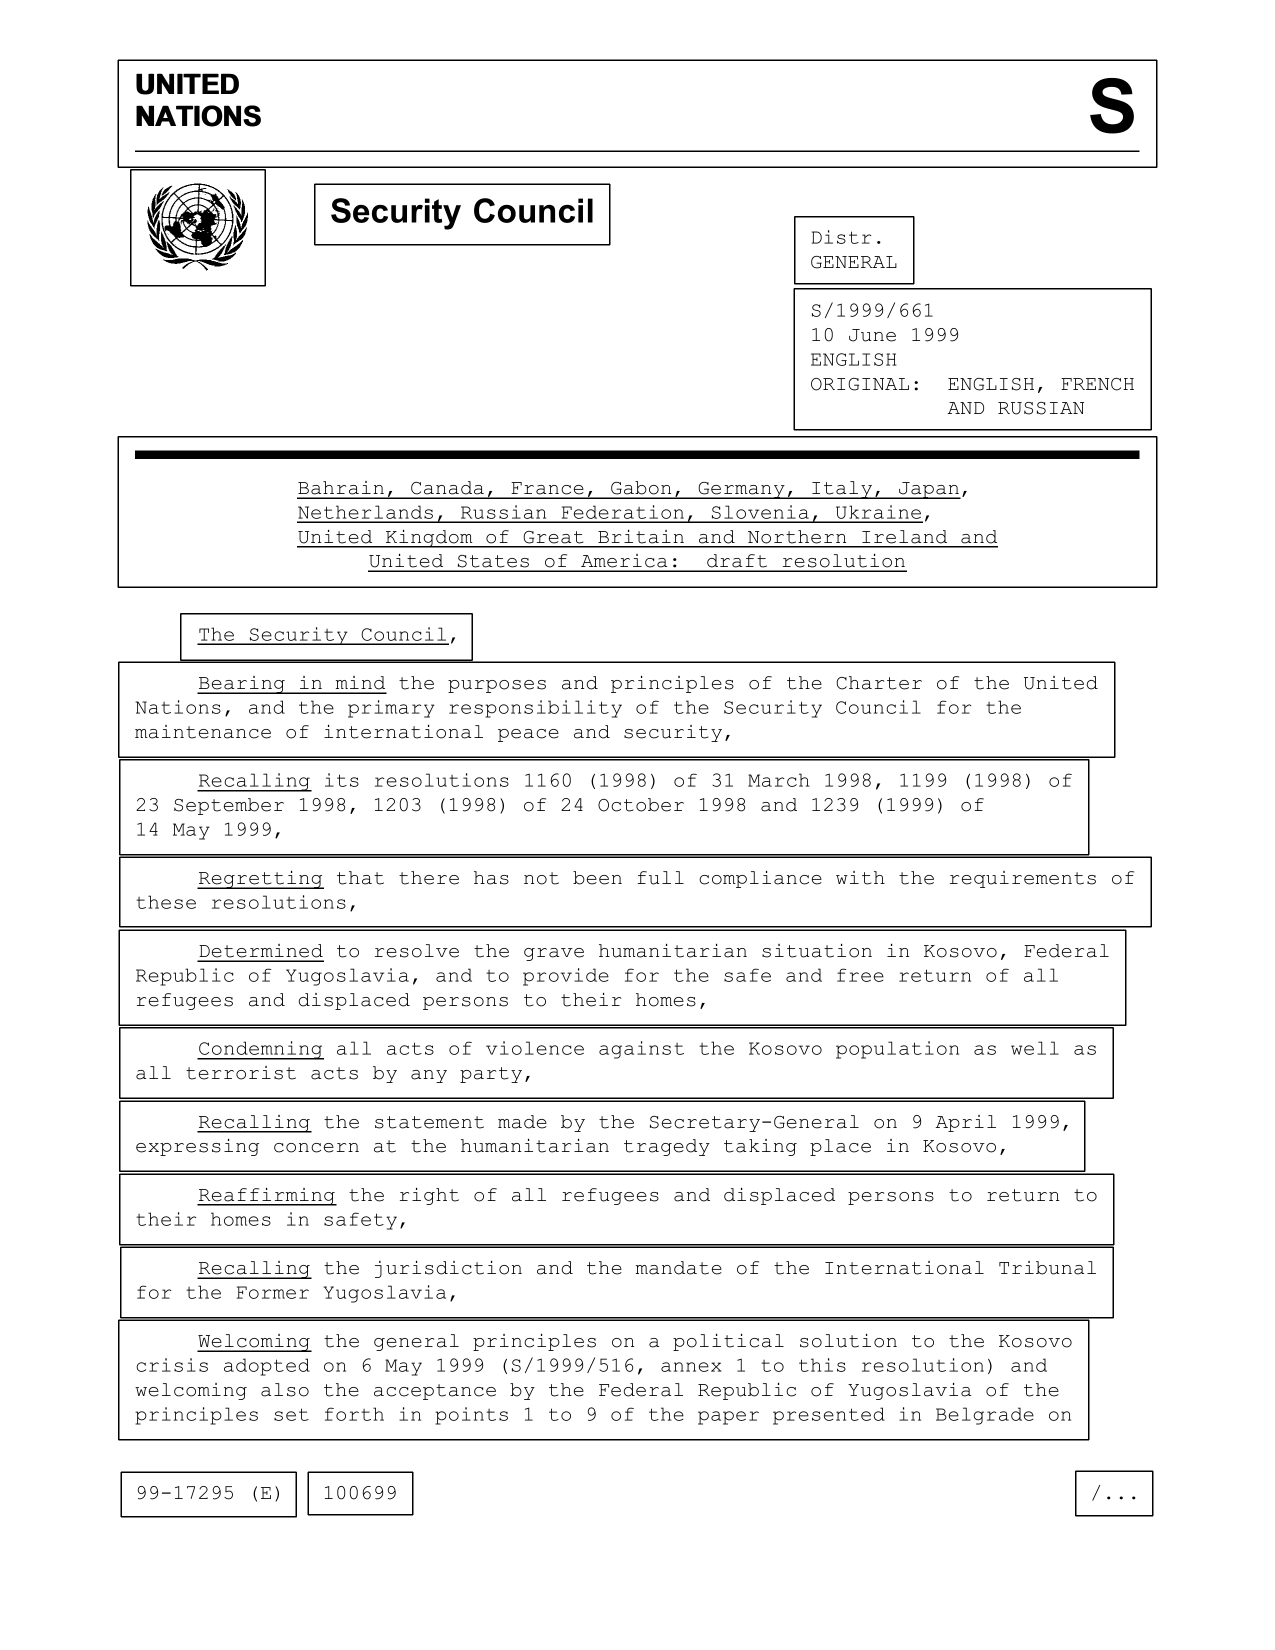 UNITED
NATIONS
S
Security Council
Distr.
GENERAL
S/1999/661
10 June 1999
ENGLISH
ORIGINAL: ENGLISH, FRENCH
AND RUSSIAN
Bahrain, Canada, France, Gabon, Germany, Italy, Japan,
Netherlands, Russian Federation, Slovenia, Ukraine,
United Kingdom of Great Britain and Northern Ireland and
United States of America: draft resolution
The Security Council,
Bearing in mind the purposes and principles of the Charter of the United
Nations, and the primary responsibility of the Security Council for the
maintenance of international peace and security,
Recalling its resolutions 1160 (1998) of 31 March 1998, 1199 (1998) of
23 September 1998, 1203 (1998) of 24 October 1998 and 1239 (1999) of
14 May 1999,
Regretting that there has not been full compliance with the requirements of
these resolutions,
Determined to resolve the grave humanitarian situation in Kosovo, Federal
Republic of Yugoslavia, and to provide for the safe and free return of all
refugees and displaced persons to their homes,
Condemning all acts of violence against the Kosovo population as well as
all terrorist acts by any party,
Recalling the statement made by the Secretary-General on 9 April 1999,
expressing concern at the humanitarian tragedy taking place in Kosovo,
Reaffirming the right of all refugees and displaced persons to return to
their homes in safety,
Recalling the jurisdiction and the mandate of the International Tribunal
for the Former Yugoslavia,
Welcoming the general principles on a political solution to the Kosovo
crisis adopted on 6 May 1999 (S/1999/516, annex 1 to this resolution) and
welcoming also the acceptance by the Federal Republic of Yugoslavia of the
principles set forth in points 1 to 9 of the paper presented in Belgrade on
99-17295 (E) 100699 /...